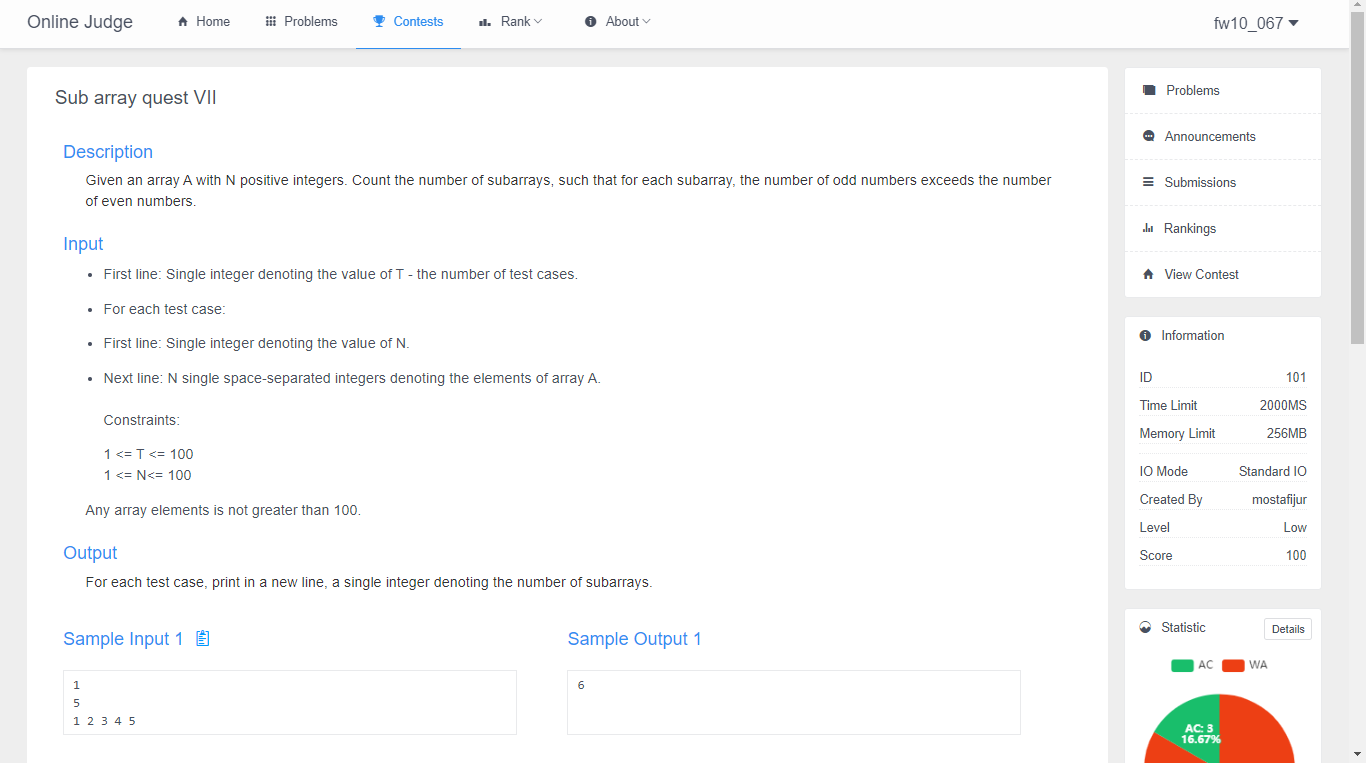 Online Judge
Home
Problems
Contests
Rank
About
fw10_067
Sub array quest VII
Description
Given an array A with N positive integers. Count the number of subarrays, such that for each subarray, the number of odd numbers exceeds the number
of even numbers.
Input
• First line: Single integer denoting the value of T - the number of test cases.
• For each test case:
• First line: Single integer denoting the value of N.
• Next line: N single space-separated integers denoting the elements of array A.
Constraints:
1 <= T <= 100
1 <= N<= 100
Any array elements is not greater than 100.
Output
For each test case, print in a new line, a single integer denoting the number of subarrays.
Sample Input 1
1
5
1 2 3 4 5
Sample Output 1
6
Problems
Announcements
Submissions
Rankings
View Contest
Information
ID 101
Time Limit 2000MS
Memory Limit 256MB
IO Mode Standard IO
Created By mostafijur
Level Low
Score 100
Statistic
Details
AC WA
AC: 3
16.67%